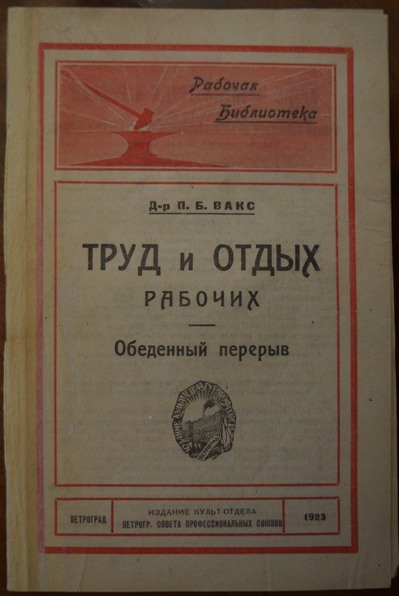 Рабочая
Библиотека
Д-р П. Б. ВАКС
ТРУД и ОТДЫХ
РАБОЧИХ
Обеденный перерыв
ПЕТРОГРАД
ИЗДАНИЕ КУЛЬТ-ОТДЕЛА
ПЕТРОГР. СОВЕТА ПРОФЕССИОНАЛЬНЫХ СОЮЗОВ
1923